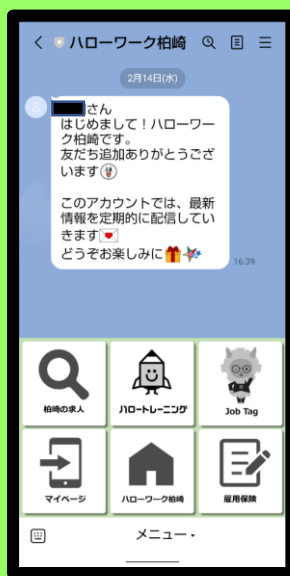 ハローワーク柏崎
2月14日(水)
さん
はじめまして！ハローワー
ク柏崎です。
友だち追加ありがとうござ
います
このアカウントでは、最新
情報を定期的に配信してい
きます
どうぞお楽しみに
16:39
柏崎の求人
ハロートレーニング
Job Tag
マイページ
ハローワーク柏崎
雇用保険
メニュー